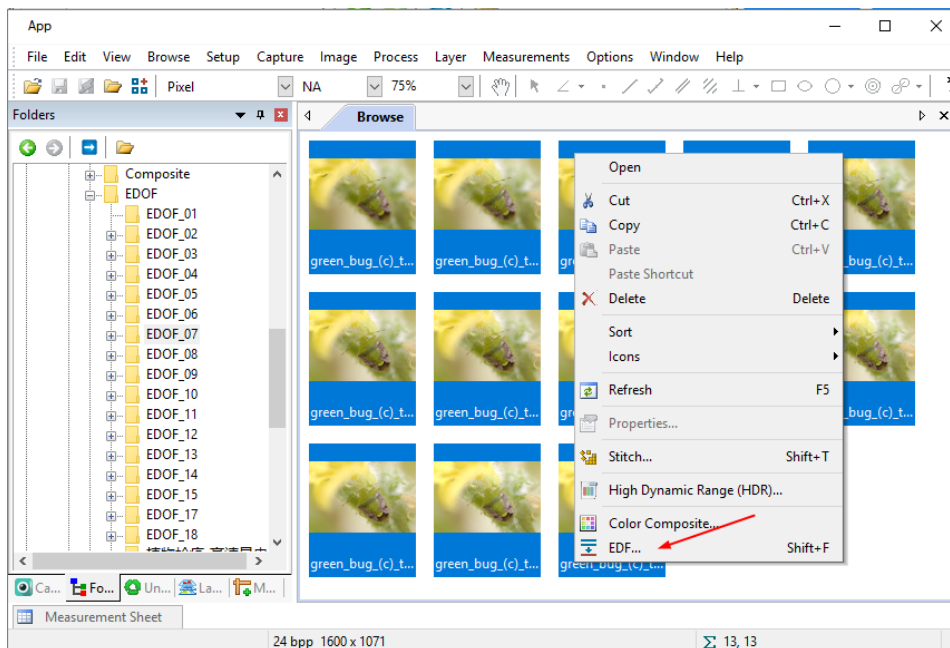 App
File Edit View Browse Setup Capture Image Process Layer Measurements Options Window Help
Pixel NA 75%
Folders
Browse
Composite
EDOF
EDOF_01
EDOF_02
EDOF_03
EDOF_04
EDOF_05
EDOF_06
EDOF_07
EDOF_08
EDOF_09
EDOF_10
EDOF_11
EDOF_12
EDOF_13
EDOF_14
EDOF_15
EDOF_17
EDOF_18
Ca... Fo... Un... La... M...
green_bug_(c)_t... green_bug_(c)_t... bug_(c)_t...
green_bug_(c)_t... green_bug_(c)_t... bug_(c)_t...
green_bug_(c)_t... green_bug_(c)_t... green_bug_(c)_t...
Open
Cut Ctrl+X
Copy Ctrl+C
Paste Ctrl+V
Paste Shortcut
Delete Delete
Sort
Icons
Refresh F5
Properties...
Stitch... Shift+T
High Dynamic Range (HDR)...
Color Composite...
EDF... Shift+F
Measurement Sheet
24 bpp 1600 x 1071
Σ 13, 13